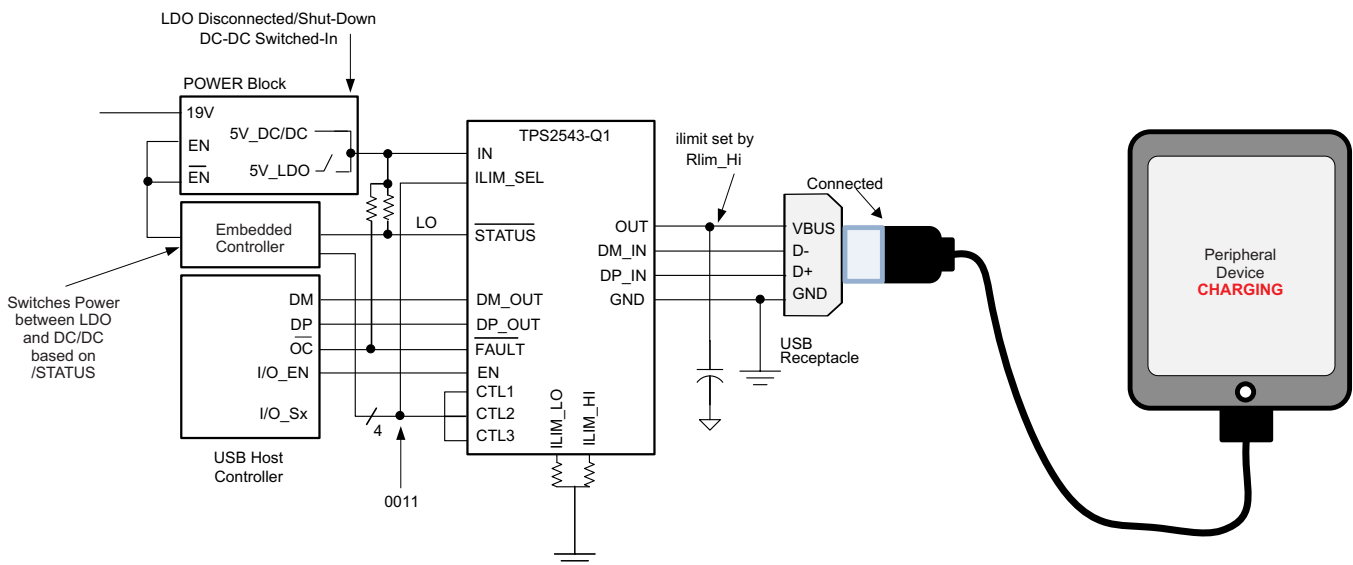 LDO Disconnected/Shut-Down
DC-DC Switched-In
POWER Block
19V
EN
EN
5V_DC/DC
5V_LDO
Embedded
Controller
LO
Switches Power
between LDO
and DC/DC
based on
/STATUS
DM
DP
OC
I/O_EN
I/O_Sx
USB Host
Controller
4
0011
TPS2543-Q1
IN
ILIM_SEL
STATUS
DM_OUT
DP_OUT
FAULT
EN
CTL1
CTL2
CTL3
ILIM_LO
ILIM_HI
OUT
DM_IN
DP_IN
GND
ilimit set by
Rlim_Hi
VBUS
D-
D+
GND
USB
Receptacle
Connected
Peripheral
Device
CHARGING